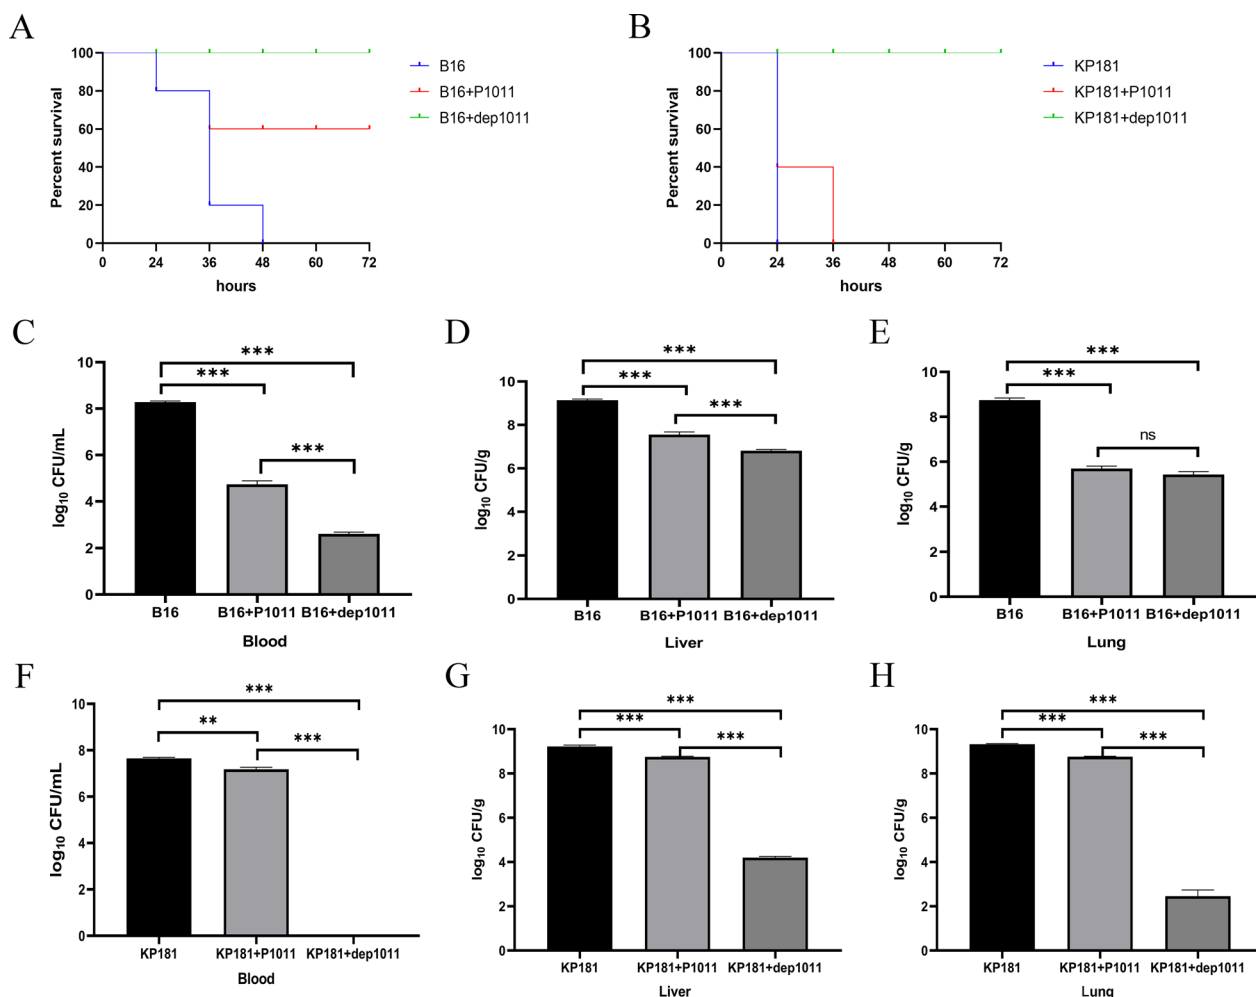 A
Percent survival
100
80
60
40
20
0
0 24 36 48 60 72
hours
B16
B16+P1011
B16+dep1011
B
Percent survival
100
80
60
40
20
0
0 24 36 48 60 72
hours
KP181
KP181+P1011
KP181+dep1011
C
log10 CFU/mL
10
8
6
4
2
0
***
***
***
B16 B16+P1011 B16+dep1011
Blood
D
log10 CFU/g
10
8
6
4
2
0
***
***
***
B16 B16+P1011 B16+dep1011
Liver
E
log10 CFU/g
10
8
6
4
2
0
***
***
ns
B16 B16+P1011 B16+dep1011
Lung
F
log10 CFU/mL
10
8
6
4
2
0
***
**
***
KP181 KP181+P1011 KP181+dep1011
Blood
G
log10 CFU/g
10
8
6
4
2
0
***
***
***
KP181 KP181+P1011 KP181+dep1011
Liver
H
log10 CFU/g
10
8
6
4
2
0
***
***
***
KP181 KP181+P1011 KP181+dep1011
Lung